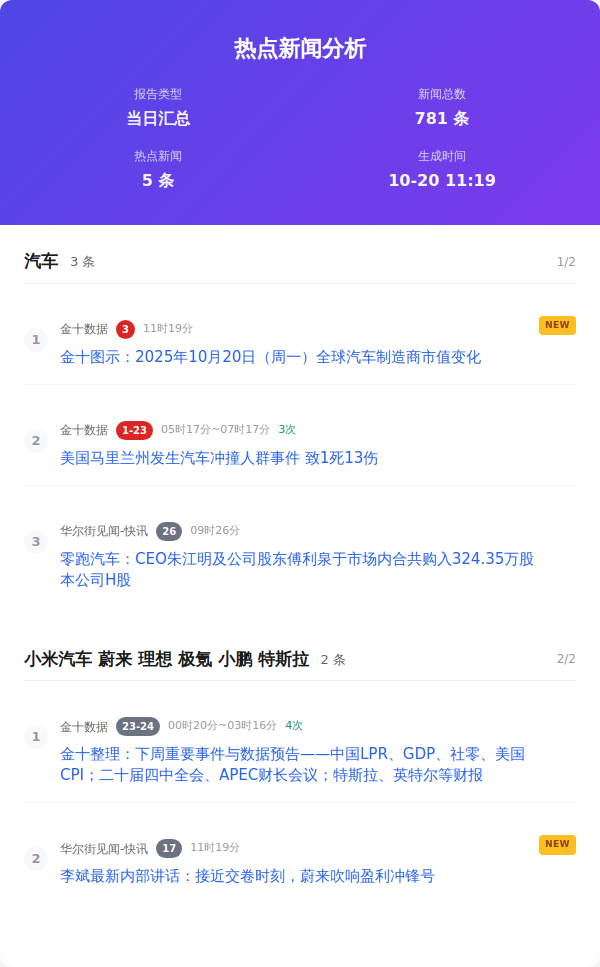 热点新闻分析
报告类型
新闻总数
当日汇总
781 条
热点新闻
生成时间
5 条
10-20 11:19
汽车 3 条 1/2
1
金十数据 3 11时19分 NEW
金十图示：2025年10月20日（周一）全球汽车制造商市值变化
2
金十数据 1-23 05时17分~07时17分 3次
美国马里兰州发生汽车冲撞人群事件 致1死13伤
3
华尔街见闻-快讯 26 09时26分
零跑汽车：CEO朱江明及公司股东傅利泉于市场内合共购入324.35万股
本公司H股
小米汽车 蔚来 理想 极氪 小鹏 特斯拉 2 条 2/2
1
金十数据 23-24 00时20分~03时16分 4次
金十整理：下周重要事件与数据预告——中国LPR、GDP、社零、美国
CPI；二十届四中全会、APEC财长会议；特斯拉、英特尔等财报
2
华尔街见闻-快讯 17 11时19分 NEW
李斌最新内部讲话：接近交卷时刻，蔚来吹响盈利冲锋号